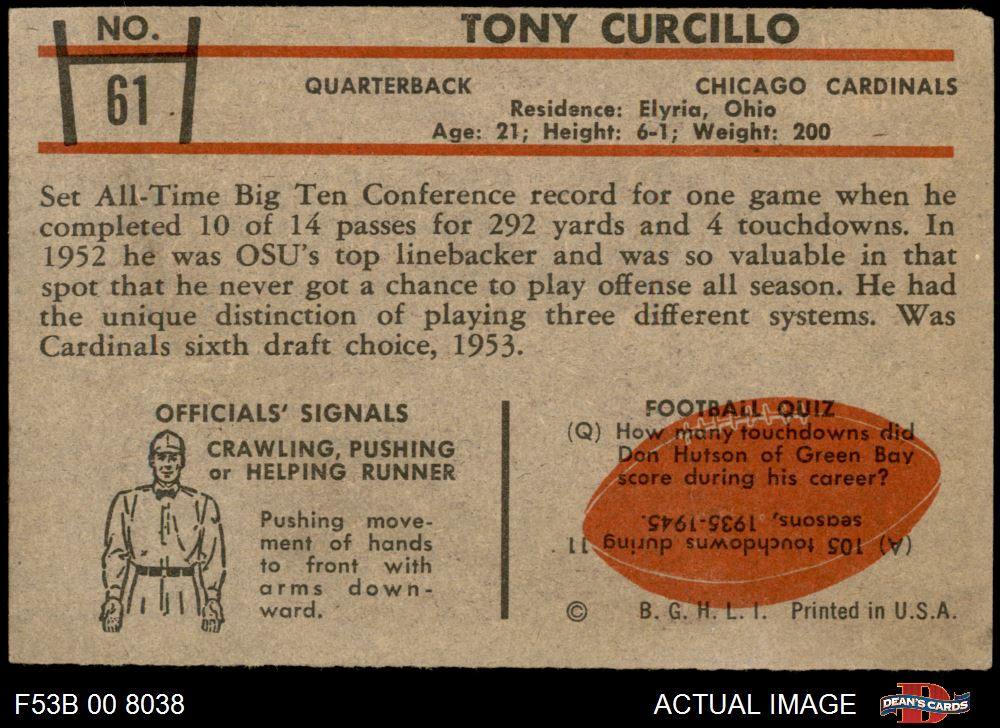 NO.
61
TONY CURCILLO
QUARTERBACK CHICAGO CARDINALS
Residence: Elyria, Ohio
Age: 21; Height: 6-1; Weight: 200
Set All-Time Big Ten Conference record for one game when he
completed 10 of 14 passes for 292 yards and 4 touchdowns. In
1952 he was OSU's top linebacker and was so valuable in that
spot that he never got a chance to play offense all season. He had
the unique distinction of playing three different systems. Was
Cardinals sixth draft choice, 1953.
OFFICIALS' SIGNALS
CRAWLING, PUSHING
or HELPING RUNNER
Pushing move-
ment of hands
to front with
arms down-
ward.
FOOTBALL QUIZ
(Q) How many touchdowns did
Don Hutson of Green Bay
score during his career?
(A) 105 touchdowns during 11
seasons, 1935-1945.
© B. G. H. L. I. Printed in U.S.A.
F53B 00 8038 ACTUAL IMAGE
D
DEAN'S CARDS